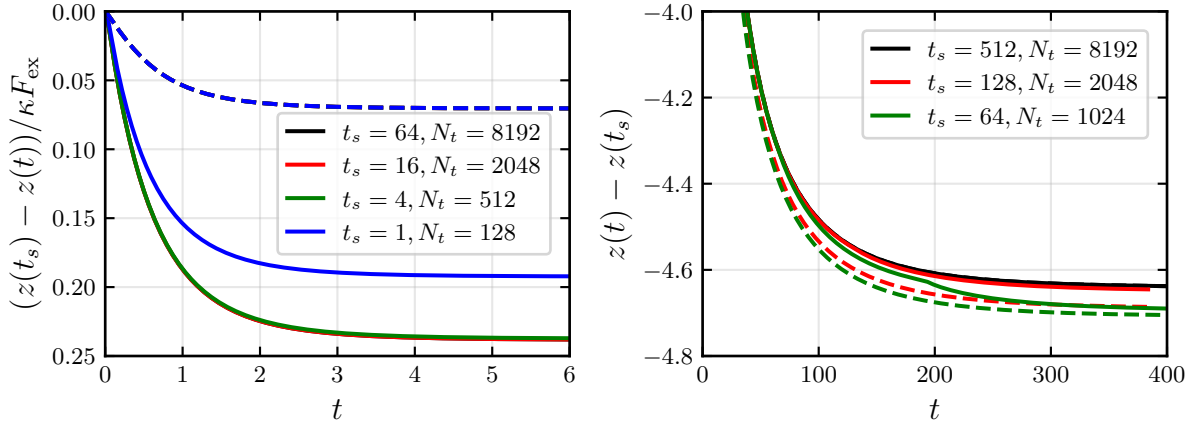 0.00
0.05
0.10
0.15
0.20
0.25
(z(t_s) − z(t))/κF_ex
0
1
2
3
4
5
6
t
t_s = 64, N_t = 8192
t_s = 16, N_t = 2048
t_s = 4, N_t = 512
t_s = 1, N_t = 128
−4.0
−4.2
−4.4
−4.6
−4.8
z(t) − z(t_s)
0
100
200
300
400
t
t_s = 512, N_t = 8192
t_s = 128, N_t = 2048
t_s = 64, N_t = 1024